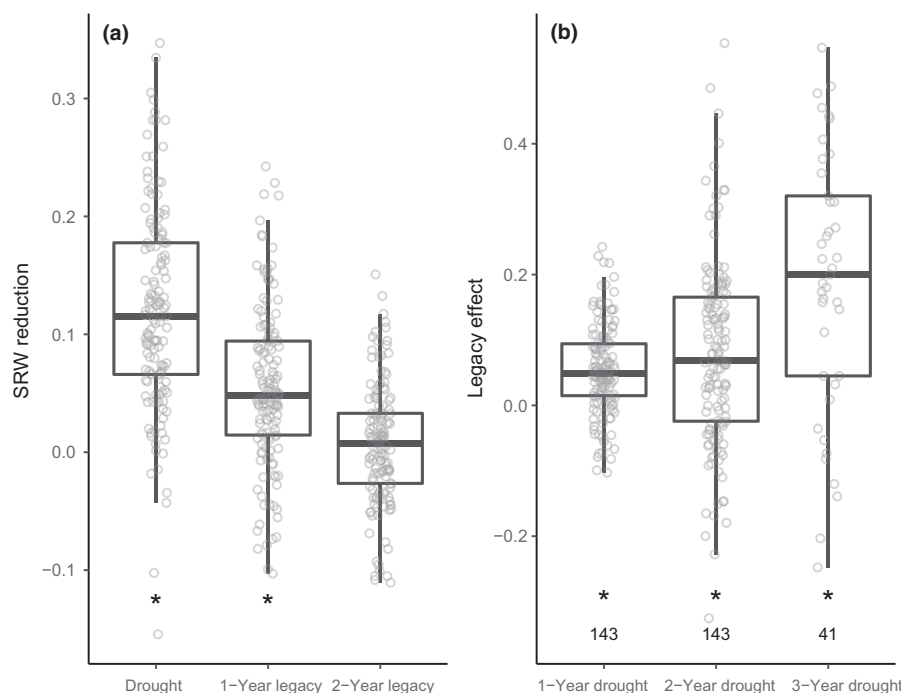 (a)
SRW reduction
0.3
0.2
0.1
0.0
−0.1
* *
Drought 1−Year legacy 2−Year legacy
(b)
Legacy effect
0.4
0.2
0.0
−0.2
* * *
143 143 41
1−Year drought 2−Year drought 3−Year drought